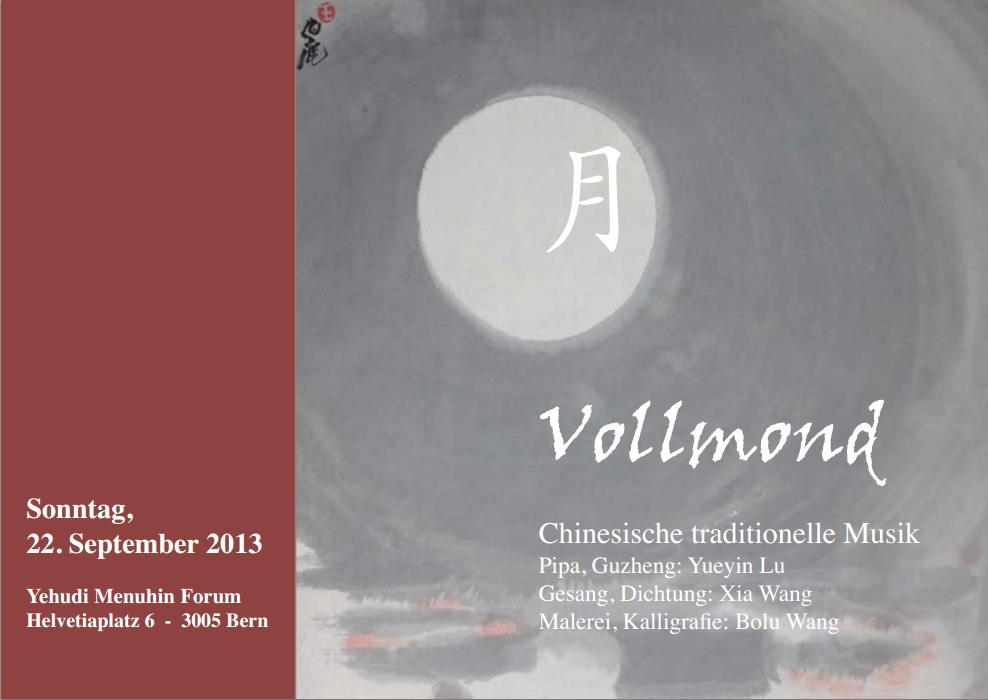 月
Vollmond
Chinesische traditionelle Musik
Pipa, Guzheng: Yueyin Lu
Gesang, Dichtung: Xia Wang
Malerei, Kalligrafie: Bolu Wang
Sonntag,
22. September 2013
Yehudi Menuhin Forum
Helvetiaplatz 6 - 3005 Bern